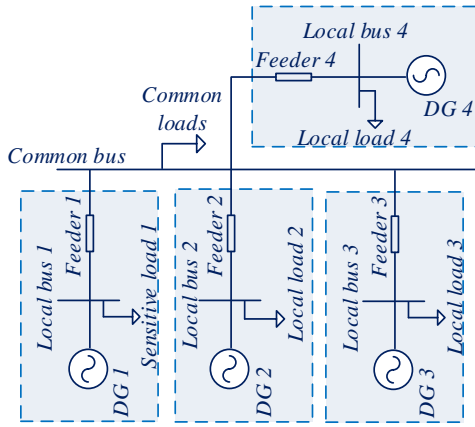 Local bus 4
Feeder 4
DG 4
Local load 4
Common
loads
Common bus
Local bus 1
Feeder 1
Sensitive load 1
DG 1
Local bus 2
Feeder 2
Local load 2
DG 2
Local bus 3
Feeder 3
Local load 3
DG 3